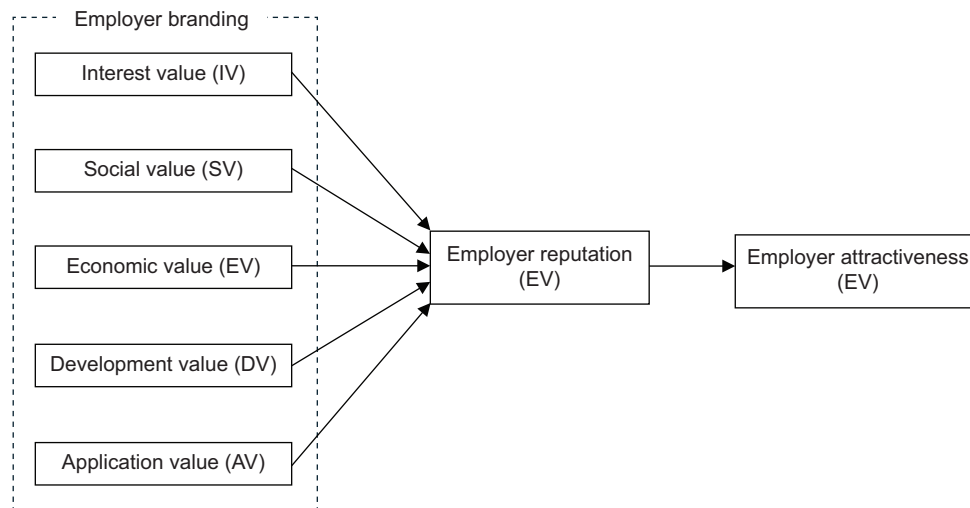 Employer branding
Interest value (IV)
Social value (SV)
Economic value (EV)
Development value (DV)
Application value (AV)
Employer reputation
(EV)
Employer attractiveness
(EV)